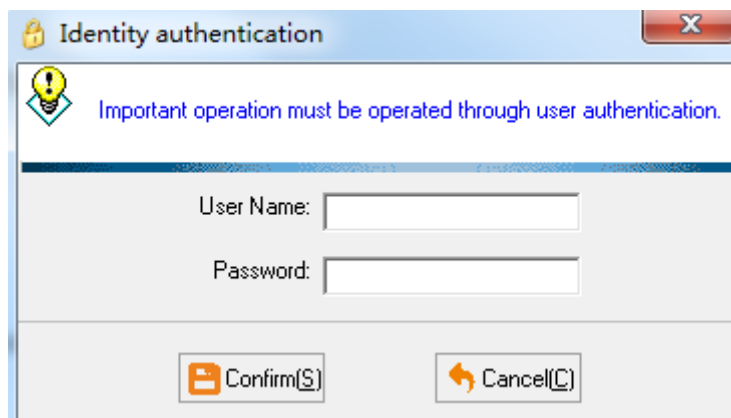 Identity authentication
Important operation must be operated through user authentication.
User Name:
Password:
Confirm(S) Cancel(C)